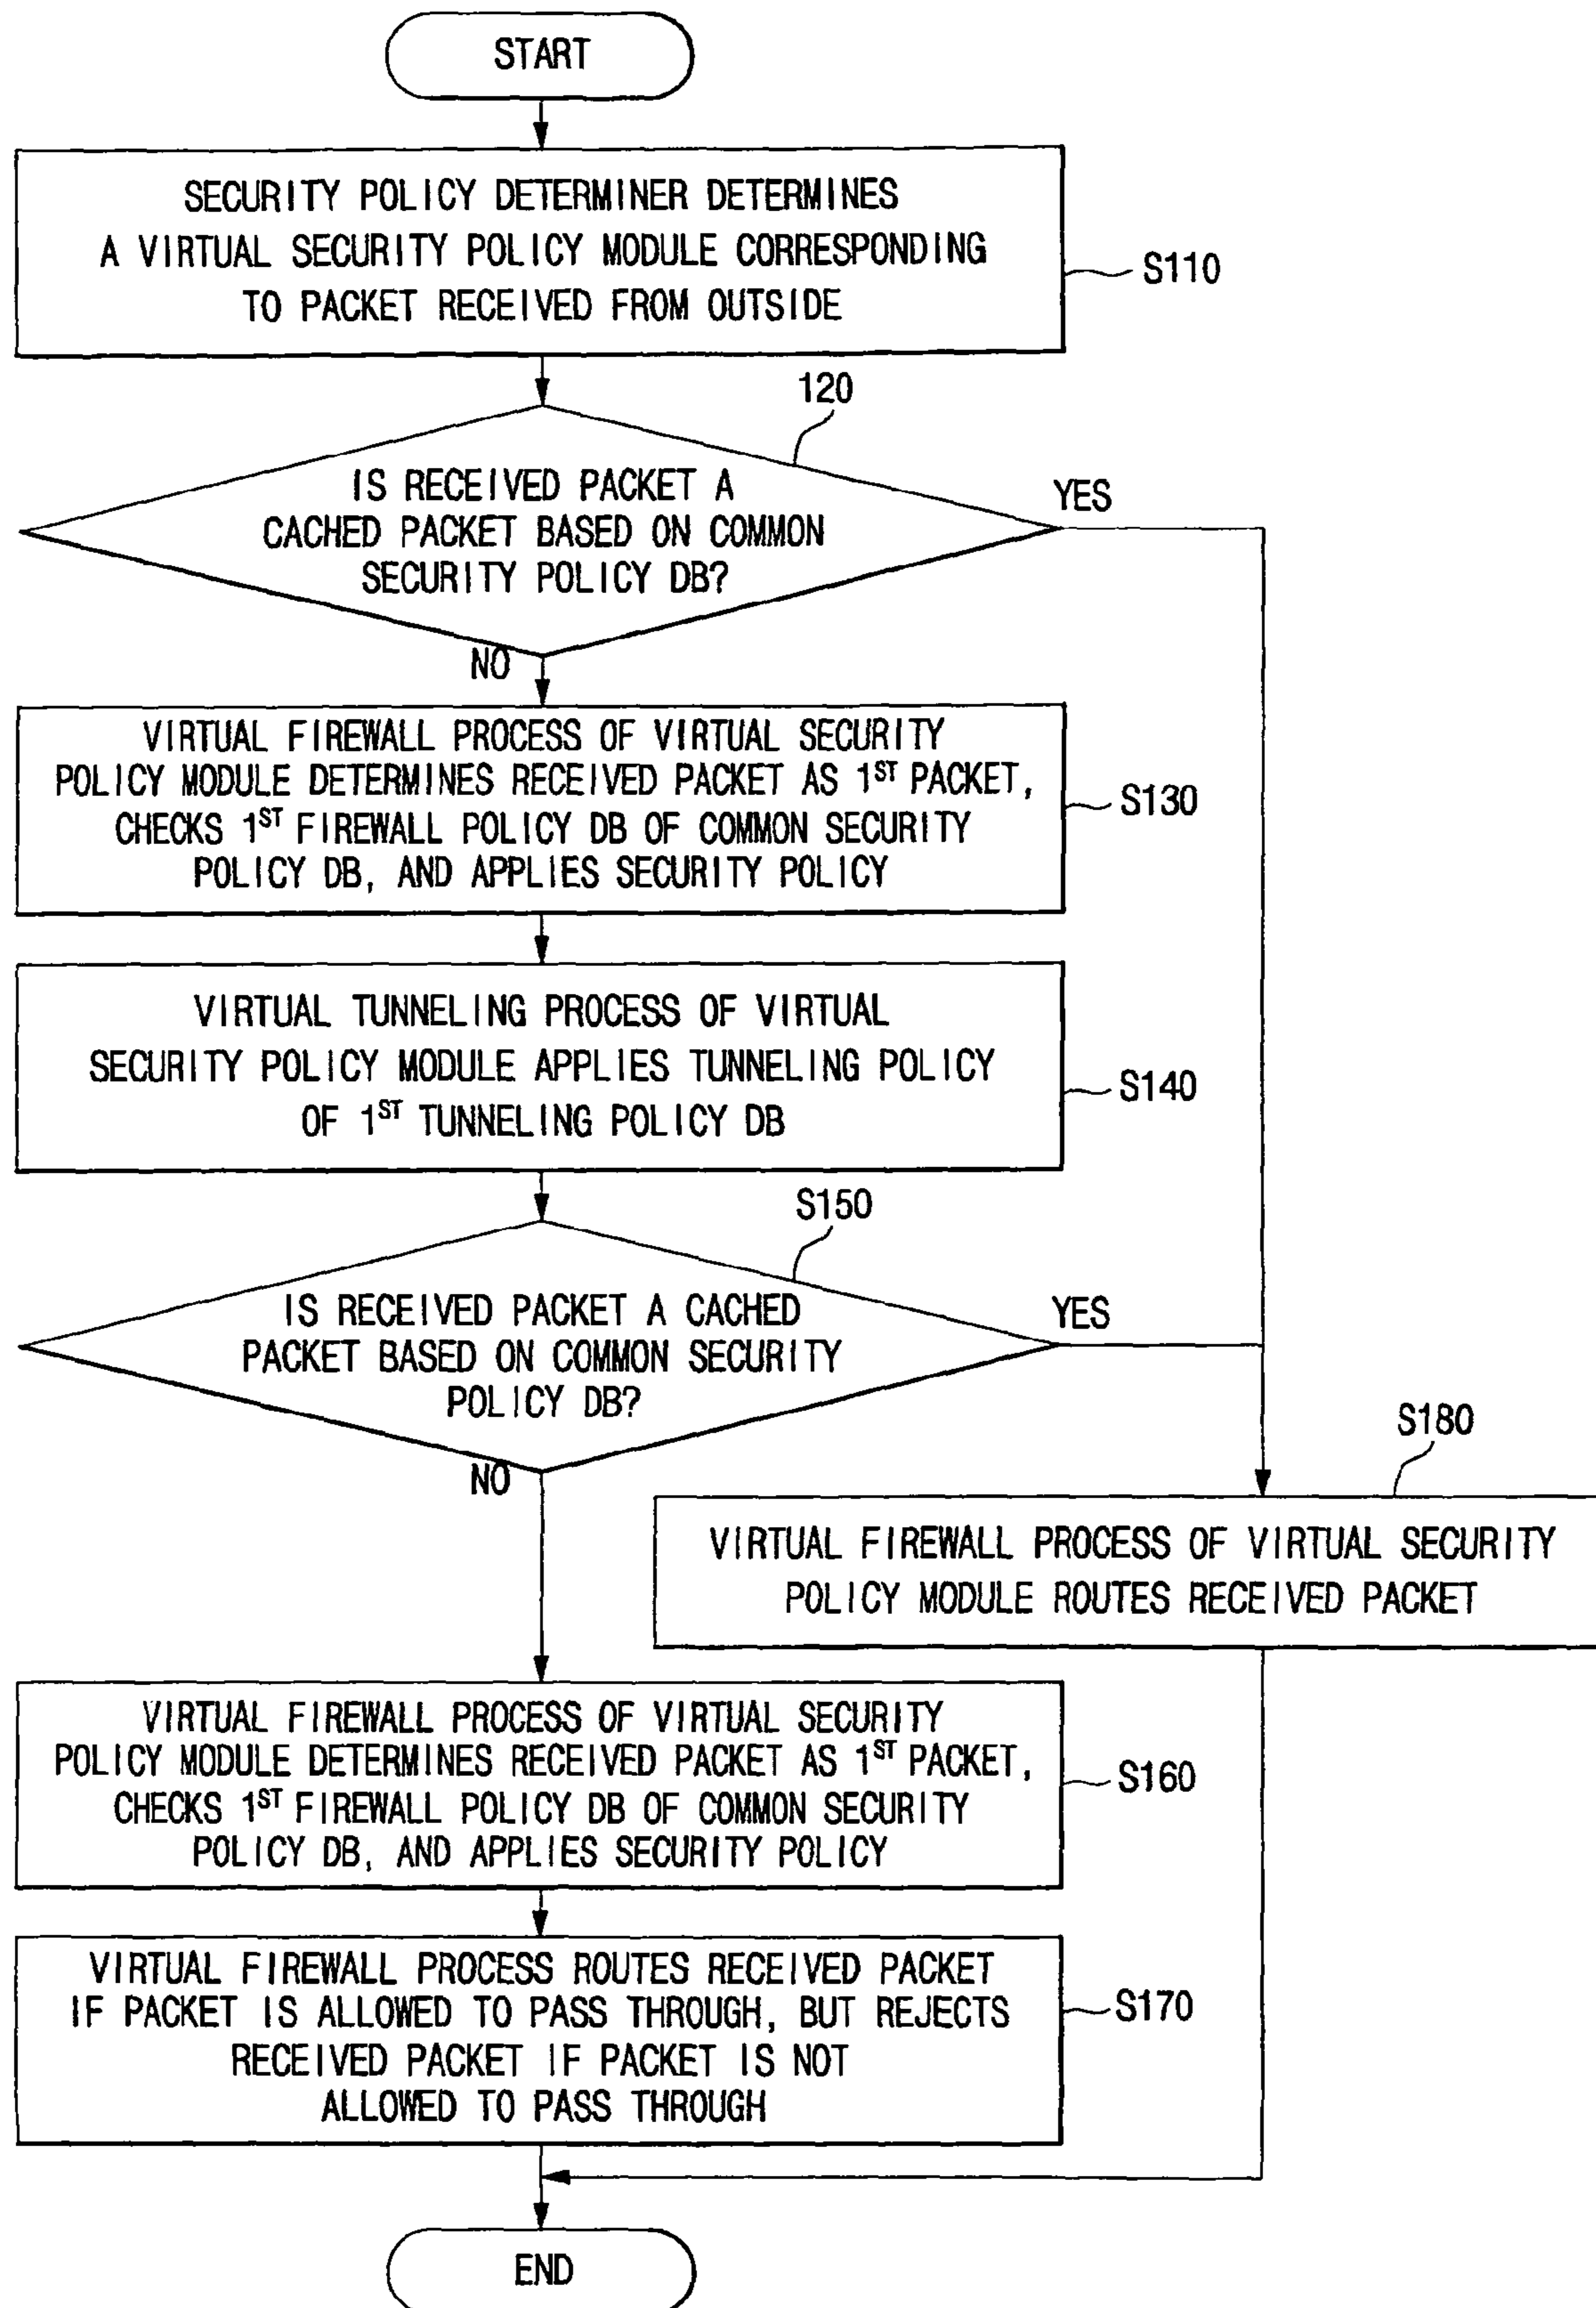 START
SECURITY POLICY DETERMINER DETERMINES
A VIRTUAL SECURITY POLICY MODULE CORRESPONDING
TO PACKET RECEIVED FROM OUTSIDE
S110
120
IS RECEIVED PACKET A
CACHED PACKET BASED ON COMMON
SECURITY POLICY DB?
YES
NO
VIRTUAL FIREWALL PROCESS OF VIRTUAL SECURITY
POLICY MODULE DETERMINES RECEIVED PACKET AS 1ST PACKET,
CHECKS 1ST FIREWALL POLICY DB OF COMMON SECURITY
POLICY DB, AND APPLIES SECURITY POLICY
S130
VIRTUAL TUNNELING PROCESS OF VIRTUAL
SECURITY POLICY MODULE APPLIES TUNNELING POLICY
OF 1ST TUNNELING POLICY DB
S140
S150
IS RECEIVED PACKET A CACHED
PACKET BASED ON COMMON SECURITY
POLICY DB?
YES
NO
S180
VIRTUAL FIREWALL PROCESS OF VIRTUAL SECURITY
POLICY MODULE ROUTES RECEIVED PACKET
VIRTUAL FIREWALL PROCESS OF VIRTUAL SECURITY
POLICY MODULE DETERMINES RECEIVED PACKET AS 1ST PACKET,
CHECKS 1ST FIREWALL POLICY DB OF COMMON SECURITY
POLICY DB, AND APPLIES SECURITY POLICY
S160
VIRTUAL FIREWALL PROCESS ROUTES RECEIVED PACKET
IF PACKET IS ALLOWED TO PASS THROUGH, BUT REJECTS
RECEIVED PACKET IF PACKET IS NOT
ALLOWED TO PASS THROUGH
S170
END